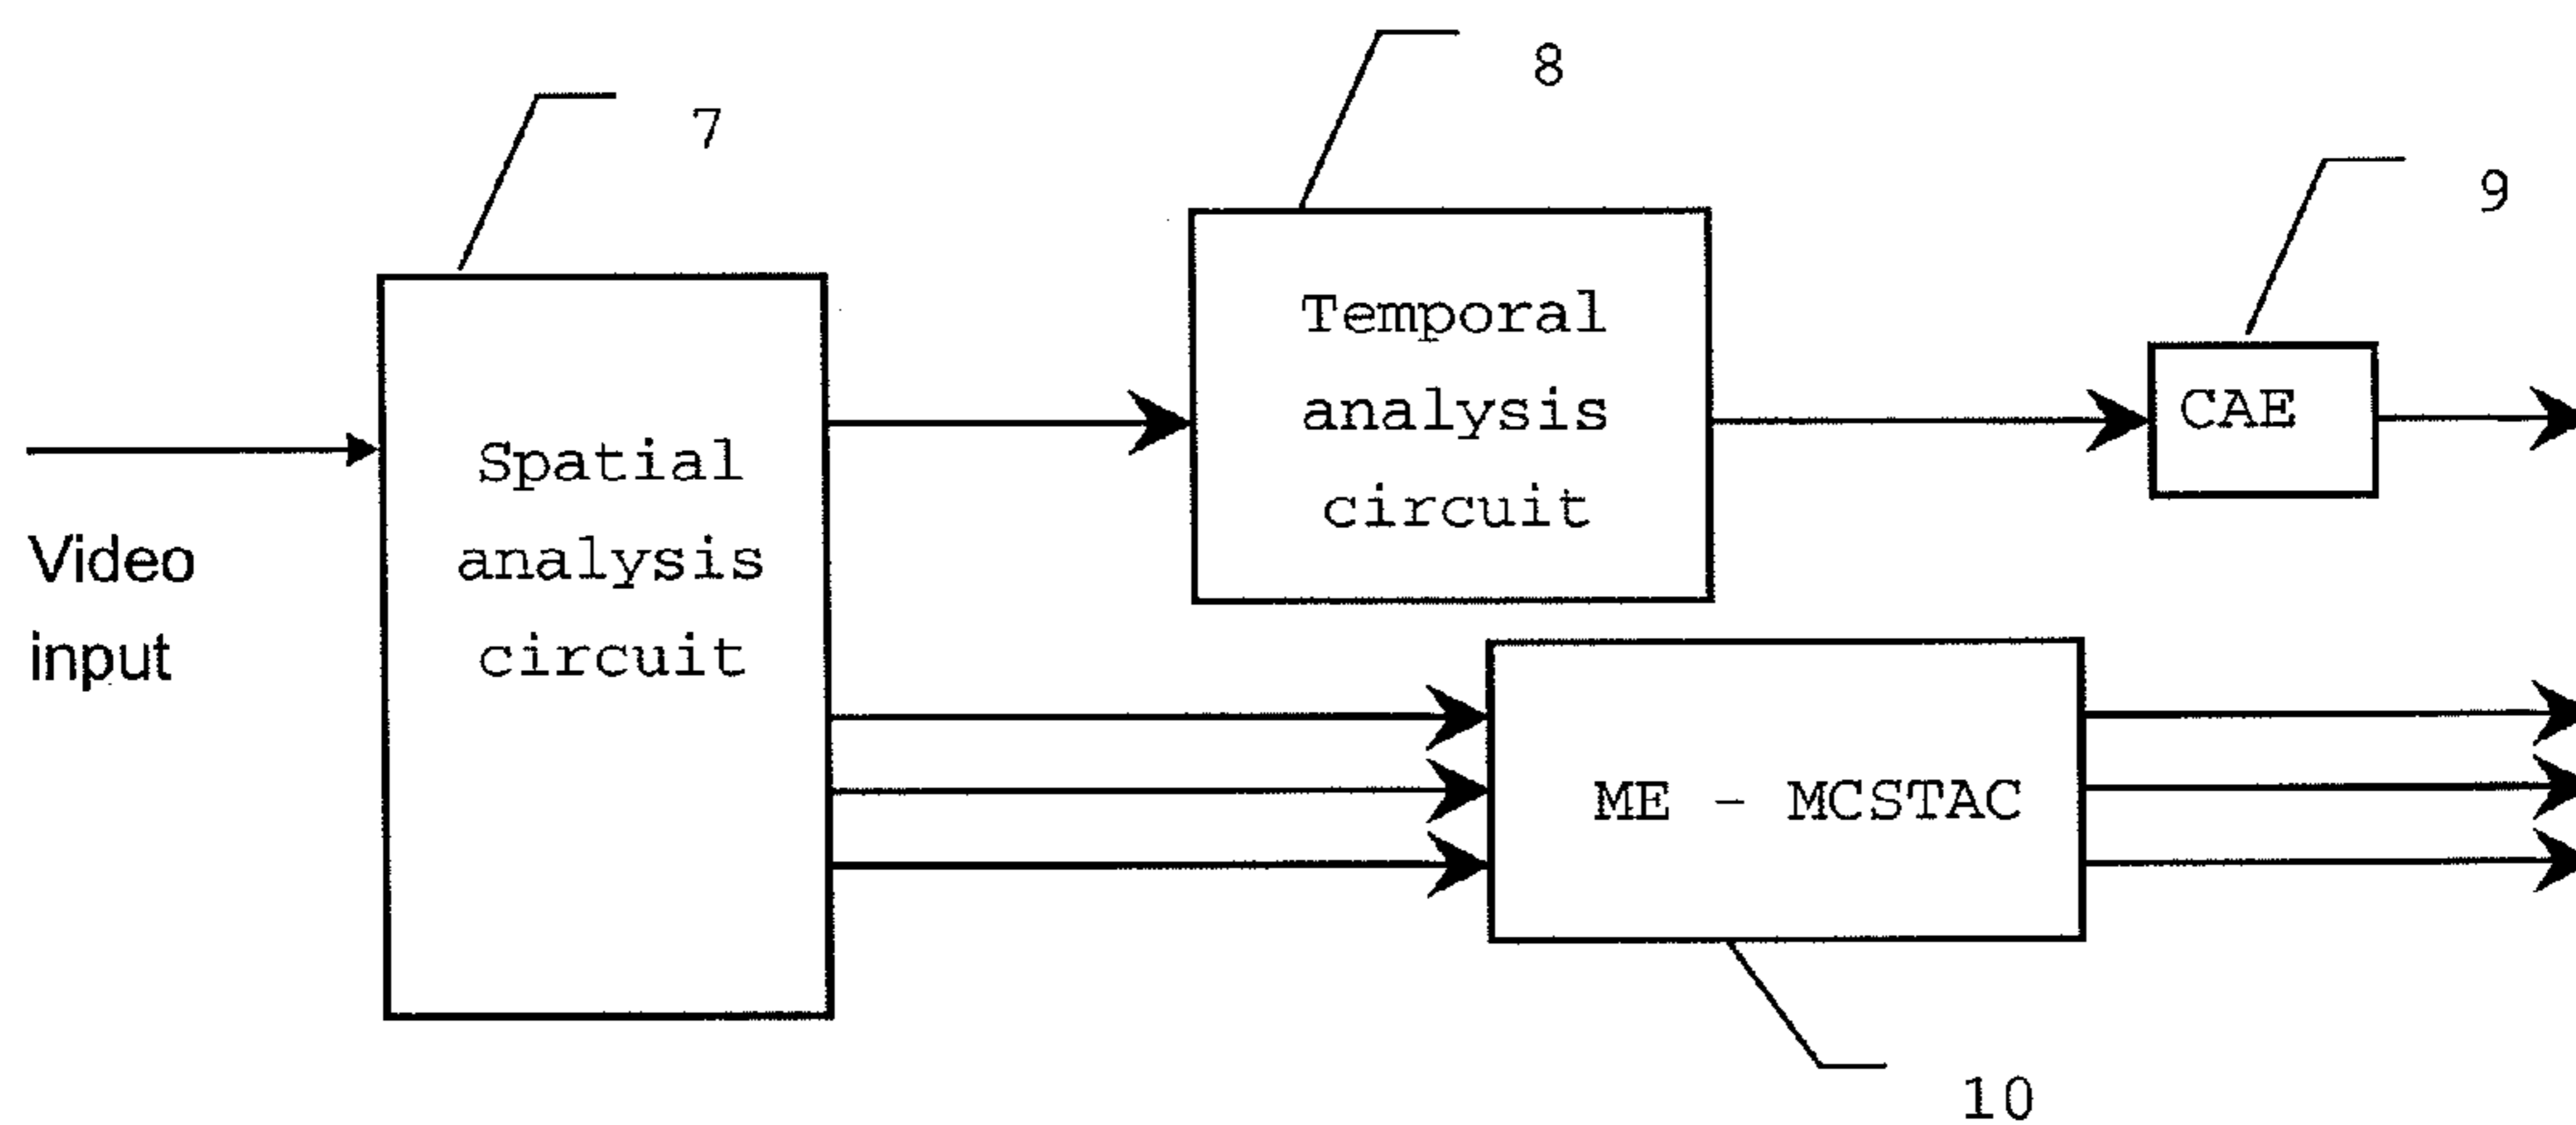 8
7
9
Temporal
analysis
circuit
CAE
Spatial
analysis
circuit
Video
input
ME - MCSTAC
10